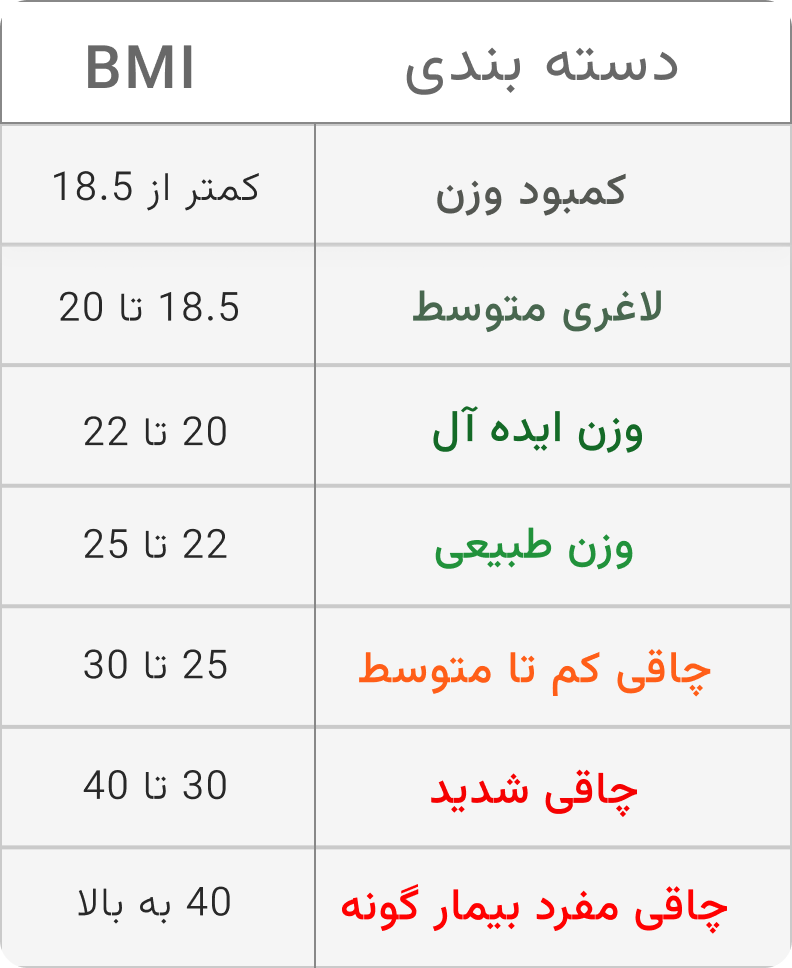 دسته بندی BMI
کمبود وزن کمتر از 18.5
لاغری متوسط 18.5 تا 20
وزن ایده آل 20 تا 22
وزن طبیعی 22 تا 25
چاقی کم تا متوسط 25 تا 30
چاقی شدید 30 تا 40
چاقی مفرد بیمار گونه 40 به بالا